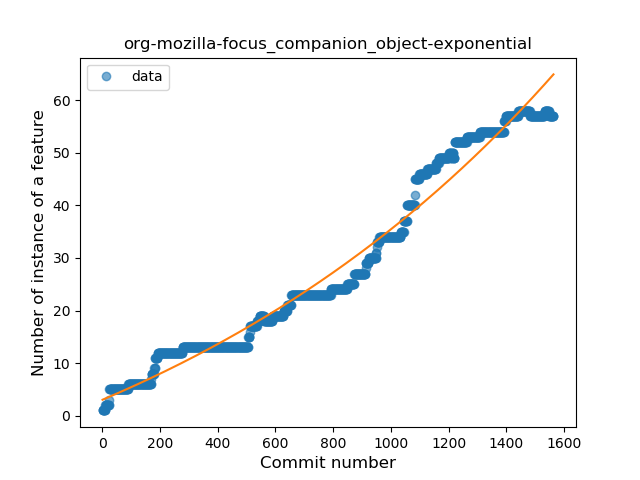 org-mozilla-focus_companion_object-exponential
data
Number of instance of a feature
60
50
40
30
20
10
0
0 200 400 600 800 1000 1200 1400 1600
Commit number